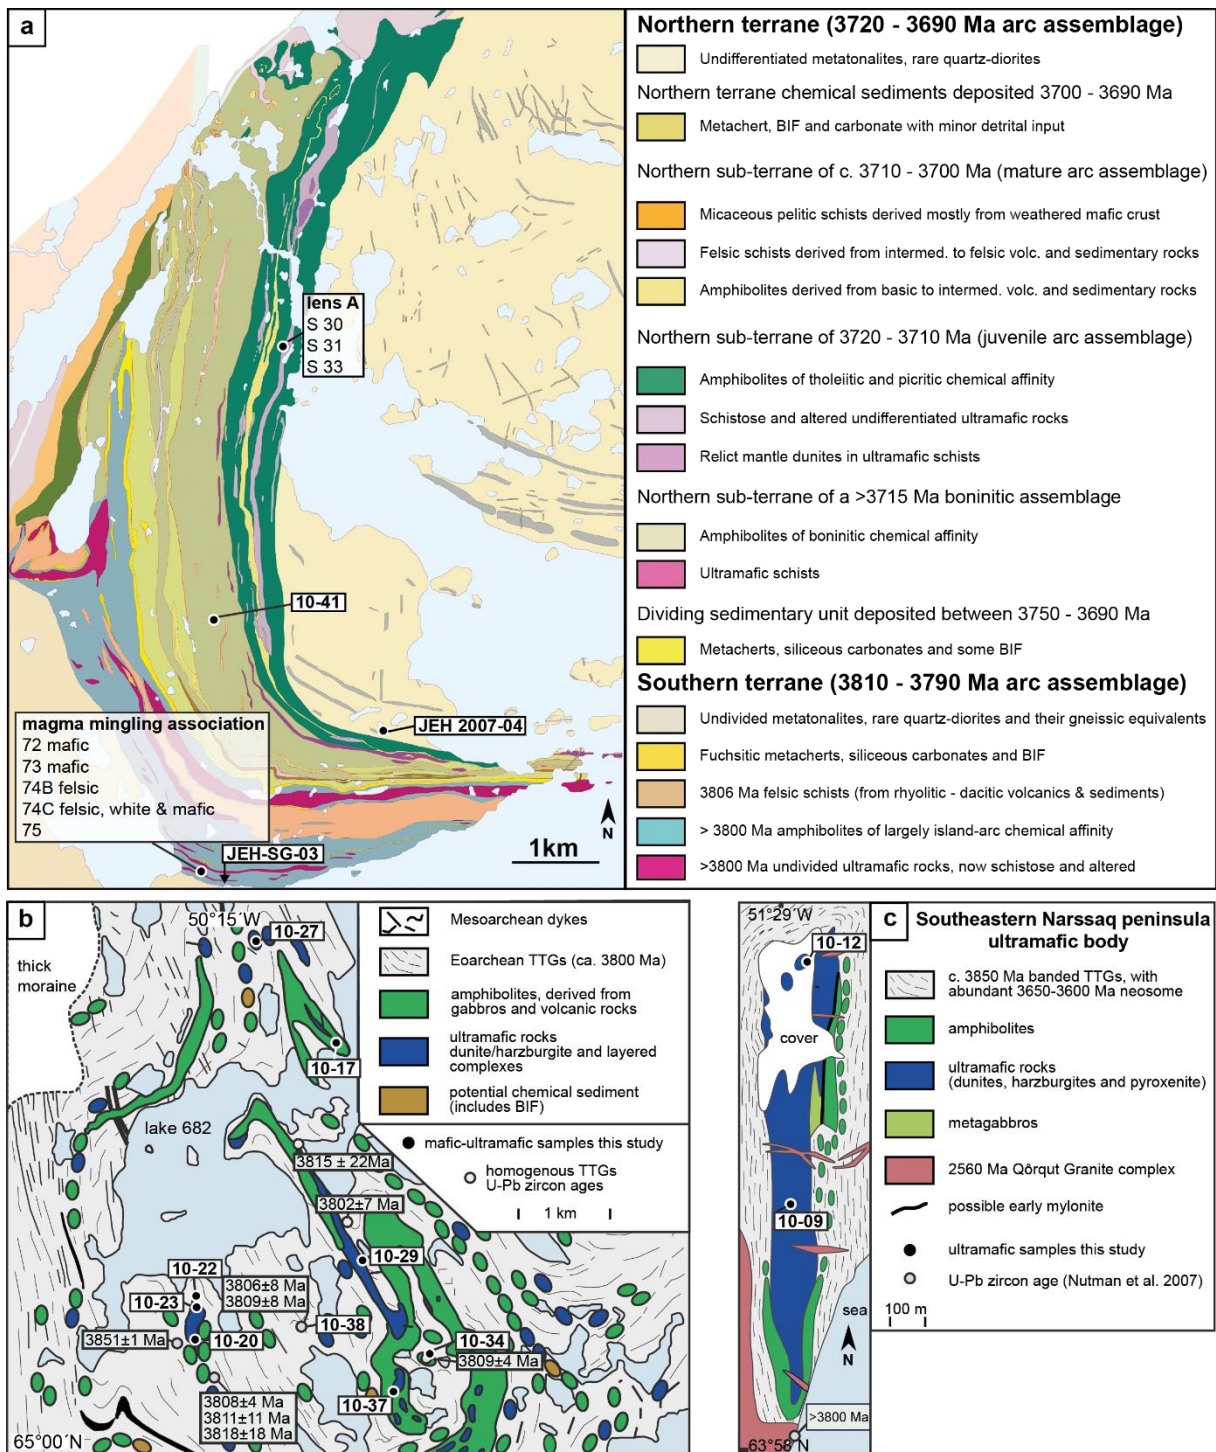 a
lens A
S 30
S 31
S 33
10-41
JEH 2007-04
magma mingling association
72 mafic
73 mafic
74B felsic
74C felsic, white & mafic
75
JEH-SG-03
N
1km
Northern terrane (3720 - 3690 Ma arc assemblage)
Undifferentiated metatonalites, rare quartz-diorites
Northern terrane chemical sediments deposited 3700 - 3690 Ma
Metachert, BIF and carbonate with minor detrital input
Northern sub-terrane of c. 3710 - 3700 Ma (mature arc assemblage)
Micaceous pelitic schists derived mostly from weathered mafic crust
Felsic schists derived from intermed. to felsic volc. and sedimentary rocks
Amphibolites derived from basic to intermed. volc. and sedimentary rocks
Northern sub-terrane of 3720 - 3710 Ma (juvenile arc assemblage)
Amphibolites of tholeiitic and picritic chemical affinity
Schistose and altered undifferentiated ultramafic rocks
Relict mantle dunites in ultramafic schists
Northern sub-terrane of a >3715 Ma boninitic assemblage
Amphibolites of boninitic chemical affinity
Ultramafic schists
Dividing sedimentary unit deposited between 3750 - 3690 Ma
Metacherts, siliceous carbonates and some BIF
Southern terrane (3810 - 3790 Ma arc assemblage)
Undivided metatonalites, rare quartz-diorites and their gneissic equivalents
Fuchsitic metacherts, siliceous carbonates and BIF
3806 Ma felsic schists (from rhyolitic - dacitic volcanics & sediments)
> 3800 Ma amphibolites of largely island-arc chemical affinity
>3800 Ma undivided ultramafic rocks, now schistose and altered
b
50°15´W
10-27
thick
moraine
10-17
lake 682
3815 ± 22Ma
3802±7 Ma
10-29
10-22
3806±8 Ma
3809±8 Ma
10-23
10-38
3851±1 Ma
10-20
10-34
3809±4 Ma
10-37
3808±4 Ma
3811±11 Ma
3818±18 Ma
65°00´N
Mesoarchean dykes
Eoarchean TTGs (ca. 3800 Ma)
amphibolites, derived from
gabbros and volcanic rocks
ultramafic rocks
dunite/harzburgite and layered
complexes
potential chemical sediment
(includes BIF)
mafic-ultramafic samples this study
homogenous TTGs
U-Pb zircon ages
1 km
51°29´W
10-12
cover
10-09
sea
N
>3800 Ma
63°58´N
c
Southeastern Narssaq peninsula
ultramafic body
c. 3850 Ma banded TTGs, with
abundant 3650-3600 Ma neosome
amphibolites
ultramafic rocks
(dunites, harzburgites and pyroxenite)
metagabbros
2560 Ma Qôrqut Granite complex
possible early mylonite
ultramafic samples this study
U-Pb zircon age (Nutman et al. 2007)
100 m